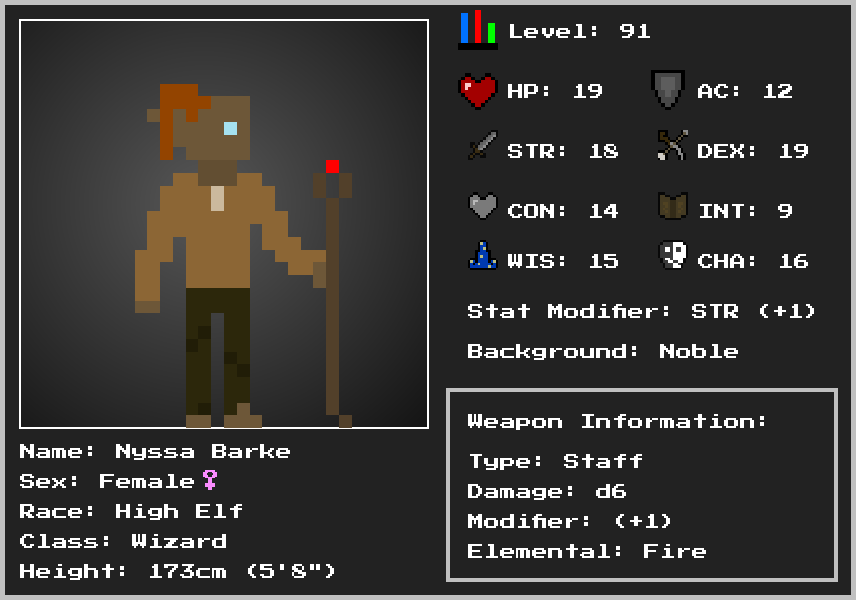 Level: 91
HP: 19 AC: 12
STR: 18 DEX: 19
CON: 14 INT: 9
WIS: 15 CHA: 16
Stat Modifier: STR (+1)
Background: Noble
Weapon Information:
Type: Staff
Damage: d6
Modifier: (+1)
Elemental: Fire
Name: Nyssa Barke
Sex: Female♀
Race: High Elf
Class: Wizard
Height: 173cm (5'8")